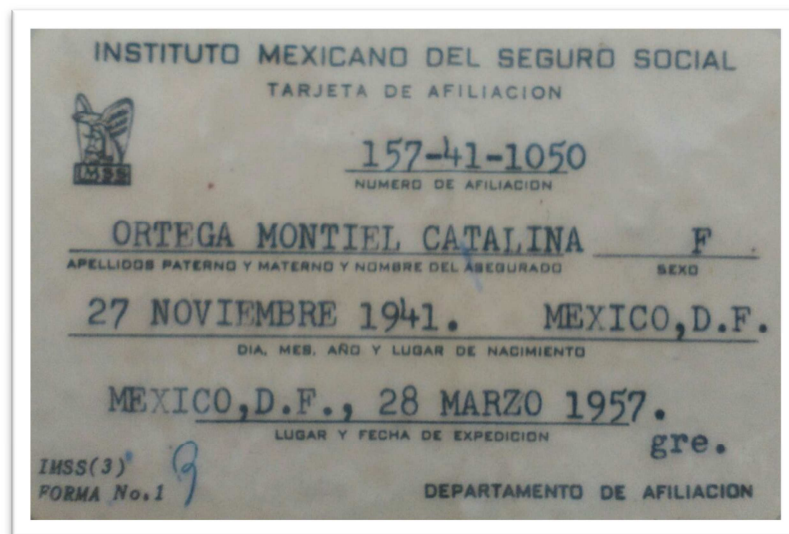 INSTITUTO MEXICANO DEL SEGURO SOCIAL
TARJETA DE AFILIACION
IMSS
157-41-1050
NUMERO DE AFILIACION
ORTEGA MONTIEL CATALINA F
APELLIDOS PATERNO Y MATERNO Y NOMBRE DEL ASEGURADO SEXO
27 NOVIEMBRE 1941. MEXICO,D.F.
DIA, MES, AÑO Y LUGAR DE NACIMIENTO
MEXICO,D.F., 28 MARZO 1957.
LUGAR Y FECHA DE EXPEDICION
gre.
IMSS(3)
FORMA No.1 DEPARTAMENTO DE AFILIACION